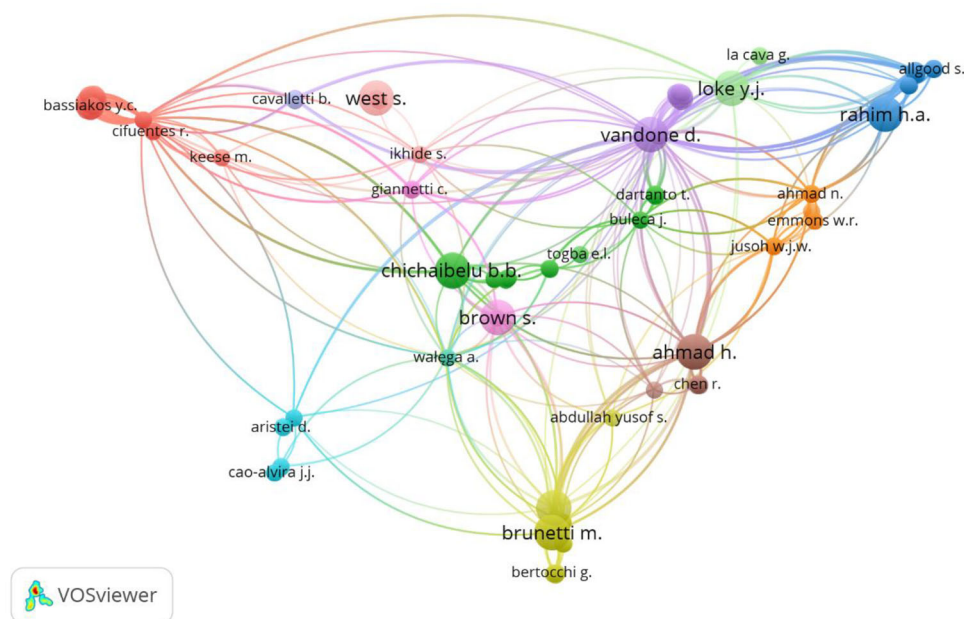 la cava g.
allgood s.
loke y.j.
bassiakos y.c.
cavalletti b.
west s.
rahim h.a.
cifuentes r.
vandone d.
keese m.
ikhide s.
giannetti c.
dartanto t.
ahmad n.
buleca j.
emmons w.r.
jusoh w.j.w.
togba e.l.
chichaibelu b.b.
brown s.
wałęga a.
ahmad h.
chen r.
abdullah yusof s.
aristei d.
cao-alvira j.j.
brunetti m.
bertocchi g.
VOSviewer